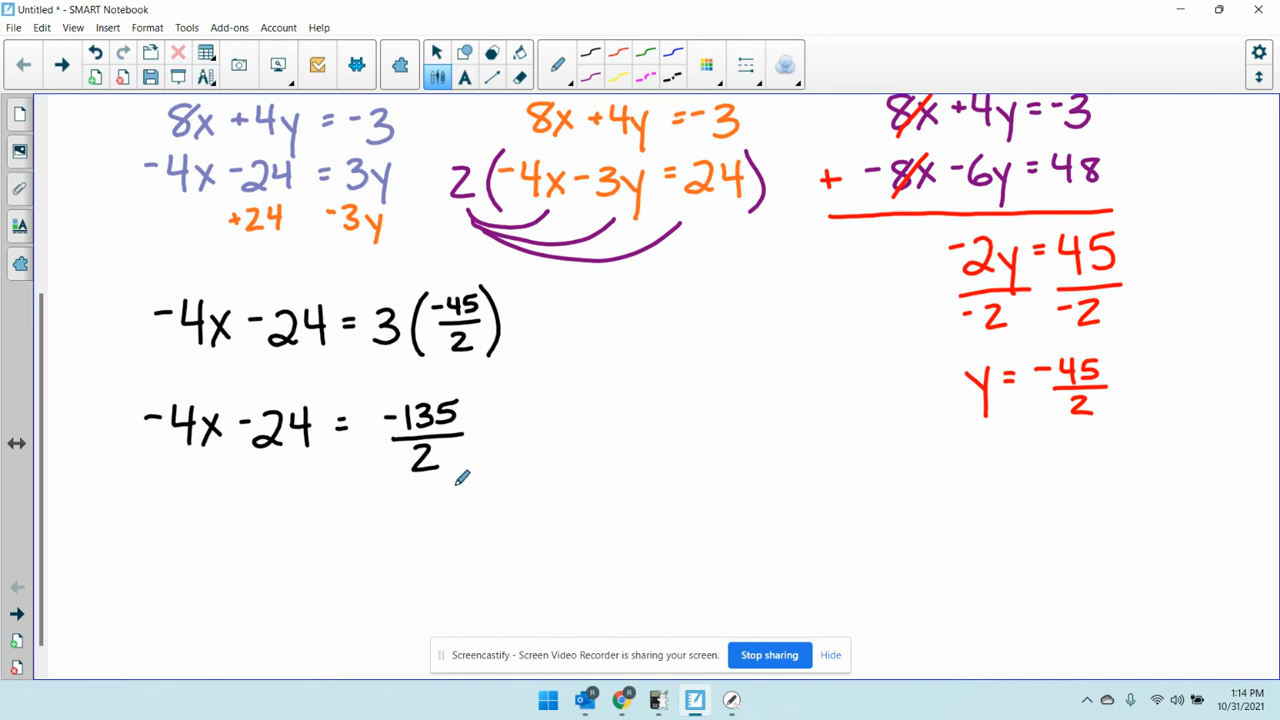 Untitled * - SMART Notebook
File Edit View Insert Format Tools Add-ons Account Help
8x +4y = -3
-4x -24 = 3y
+24 -3y
8x +4y = -3
2(-4x -3y = 24)
8x +4y = -3
+ -8x -6y = 48
-2y = 45
-2 -2
y = -45/2
-4x -24 = 3(-45/2)
-4x -24 = -135/2
Screencastify - Screen Video Recorder is sharing your screen. Stop sharing Hide
1:14 PM
10/31/2021